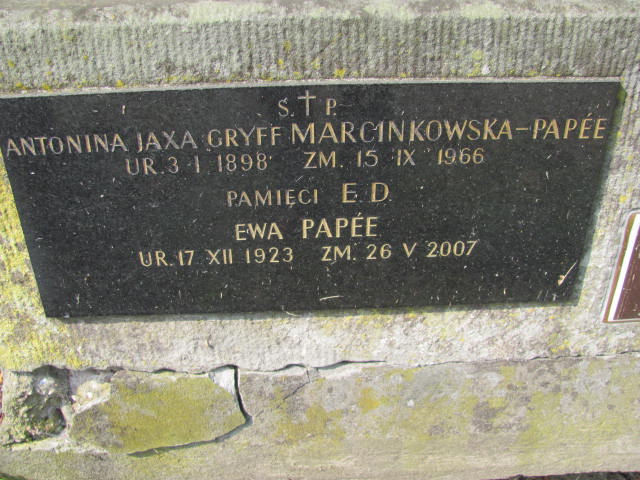 S.†P.
ANTONINA JAXA GRYFF MARCINKOWSKA-PAPÉE
UR. 3 I 1898 ZM. 15 IX 1966
PAMIĘCI E.D.
EWA PAPÉE
UR. 17 XII 1923 ZM. 26 V 2007